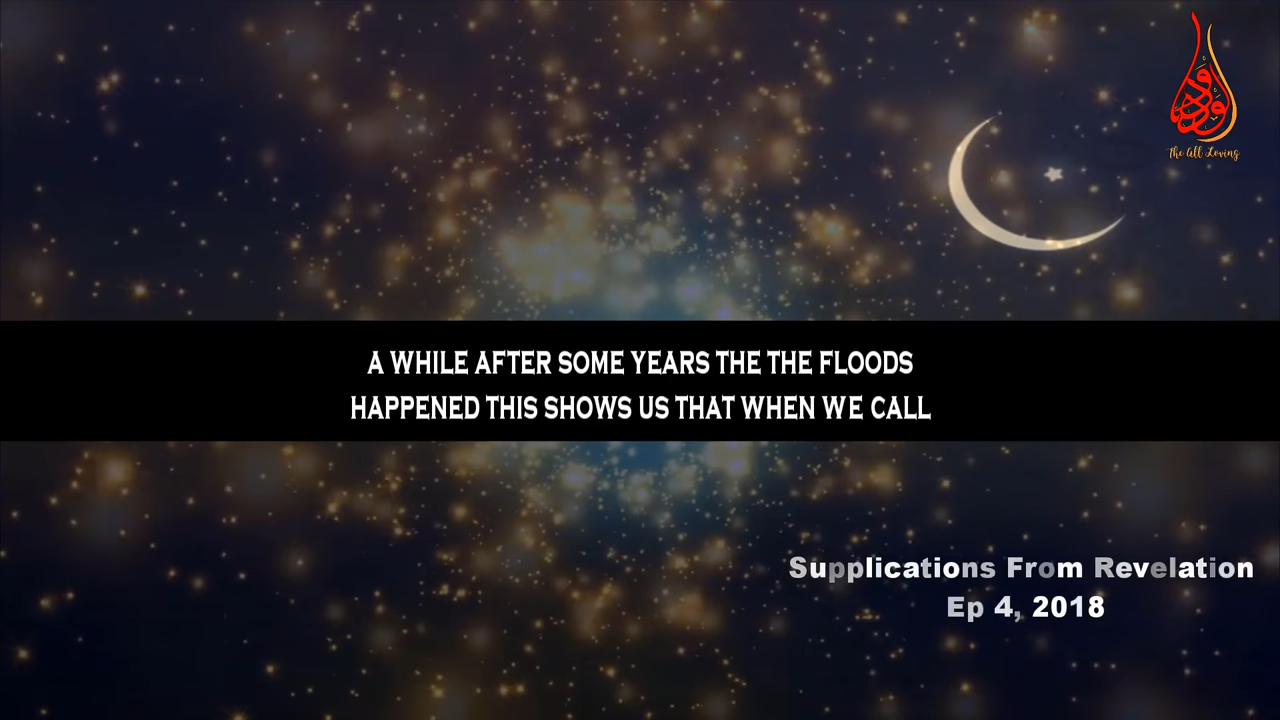 الودود
The All Loving
A WHILE AFTER SOME YEARS THE THE FLOODS
HAPPENED THIS SHOWS US THAT WHEN WE CALL
Supplications From Revelation
Ep 4, 2018